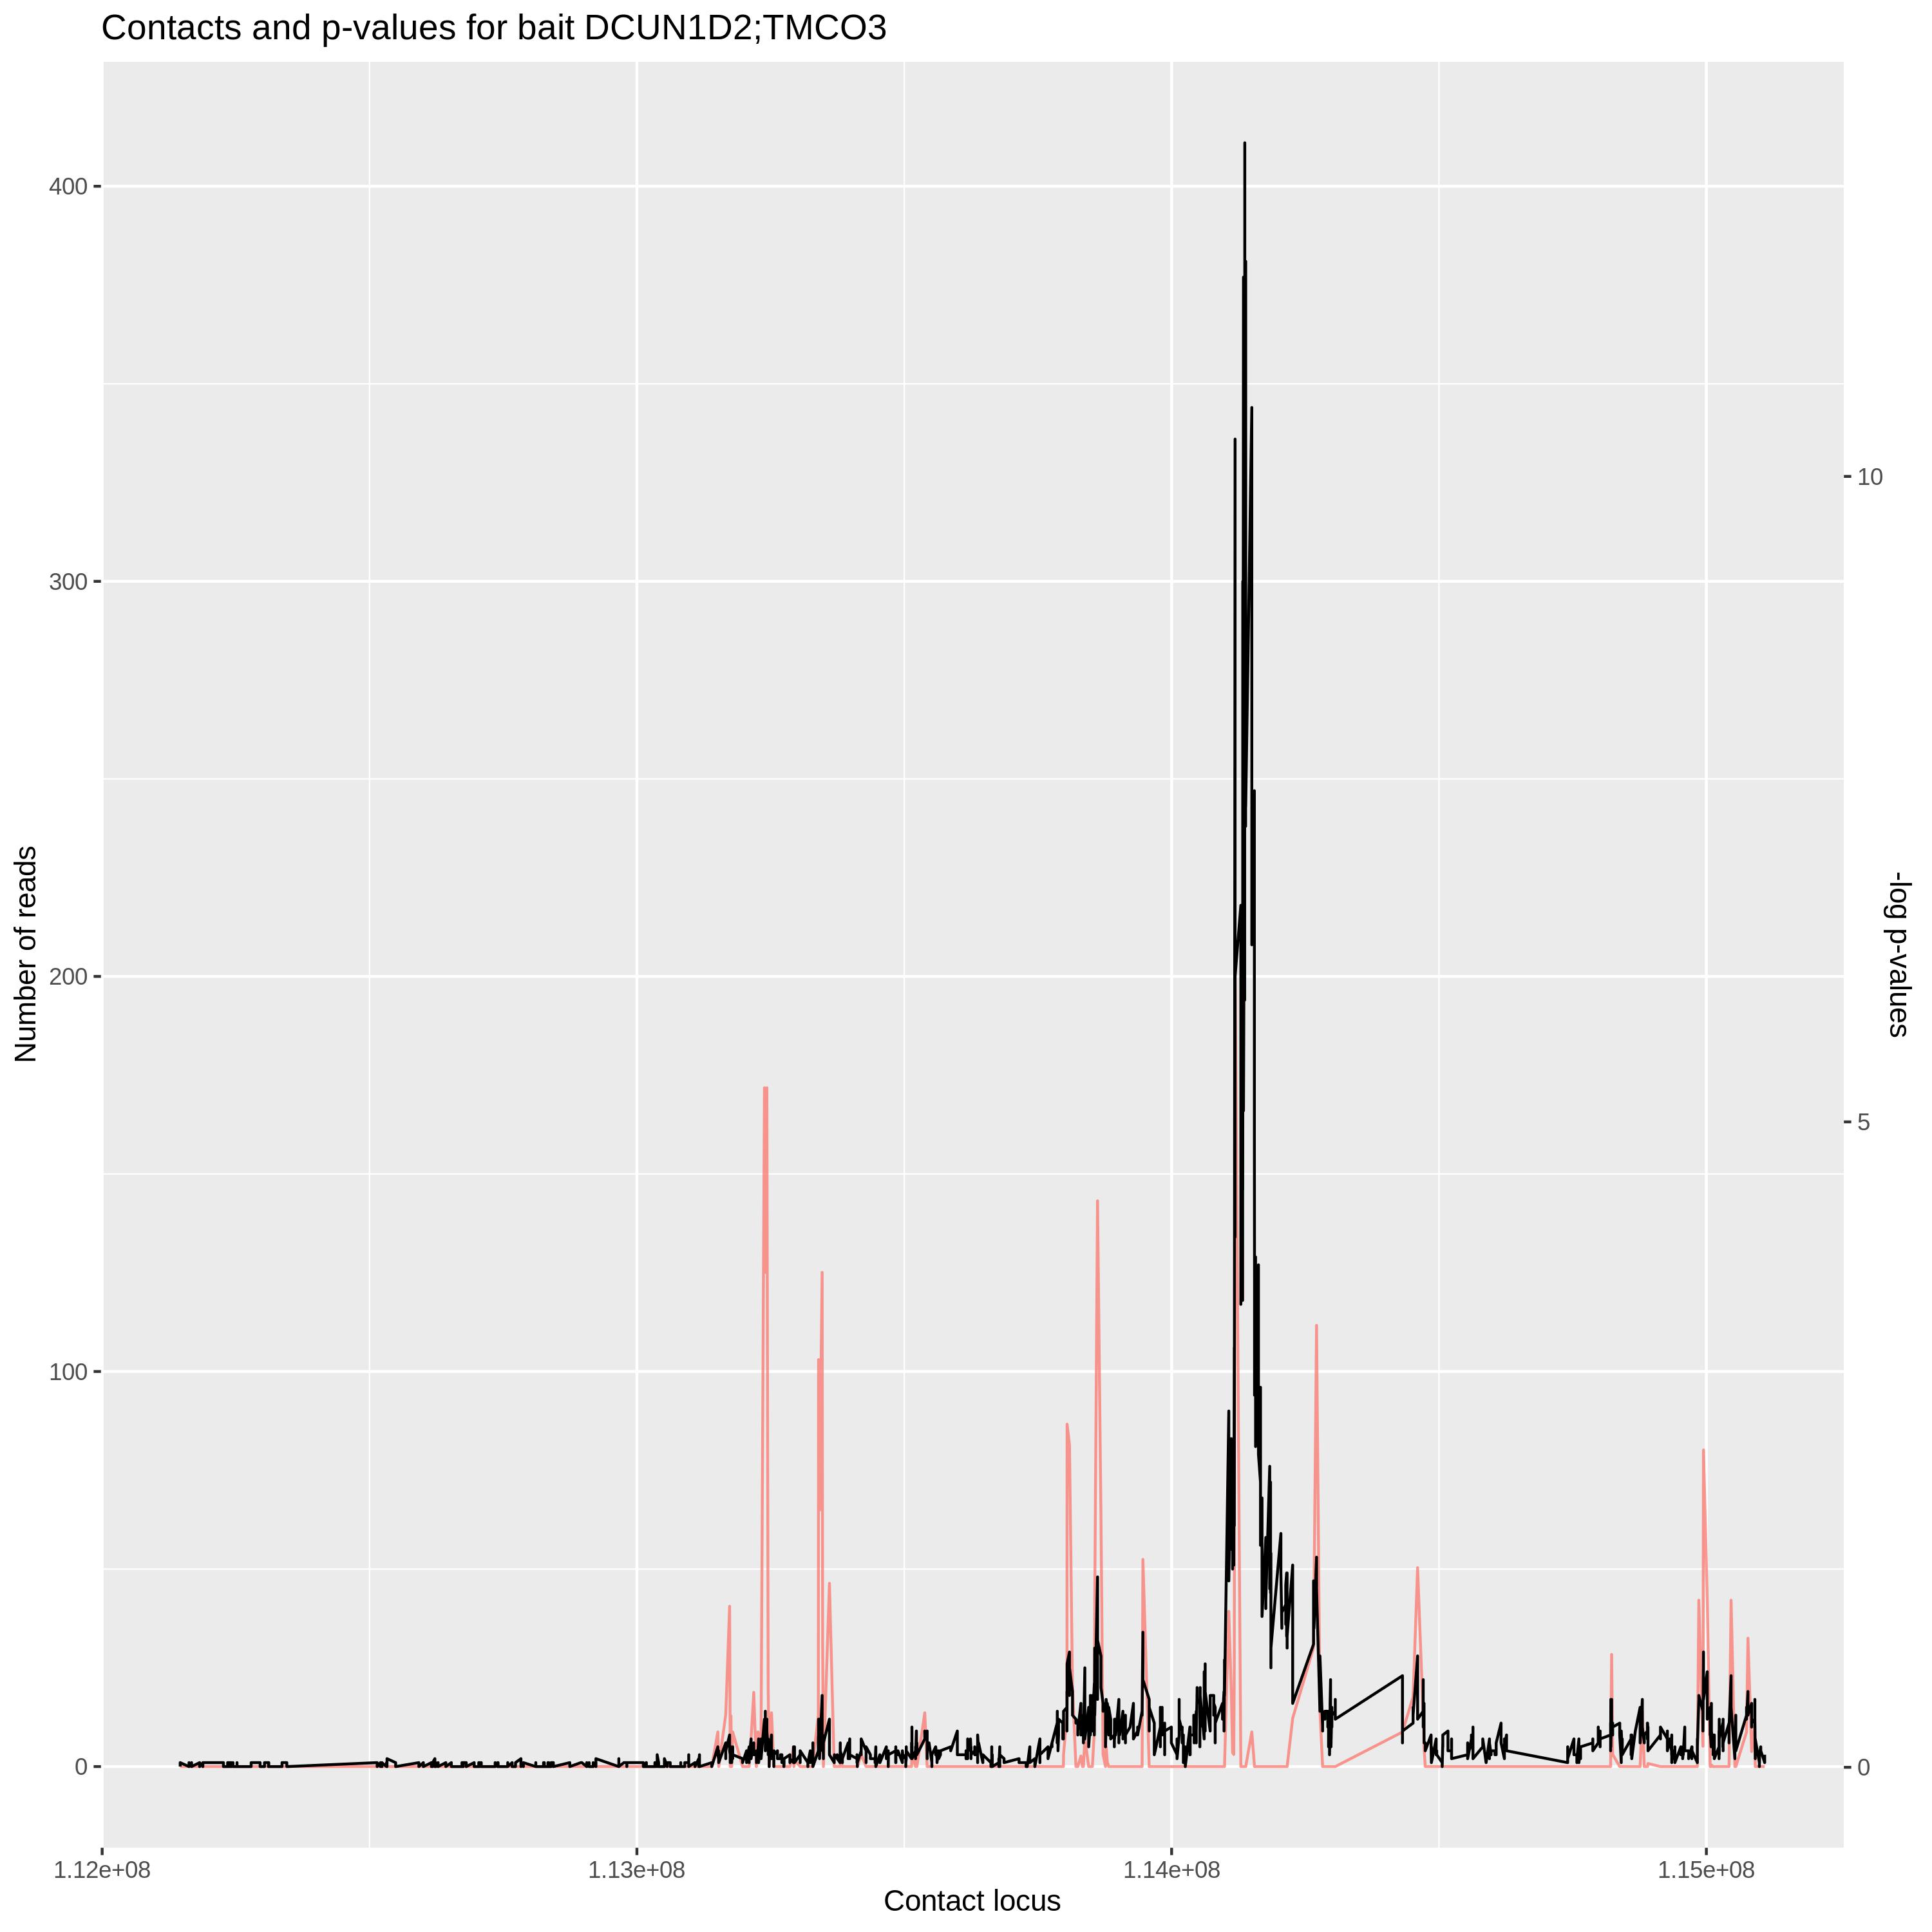 Contacts and p-values for bait DCUN1D2;TMCO3
400
300
200
100
0
Number of reads
10
5
0
-log p-values
1.12e+08
1.13e+08
1.14e+08
1.15e+08
Contact locus